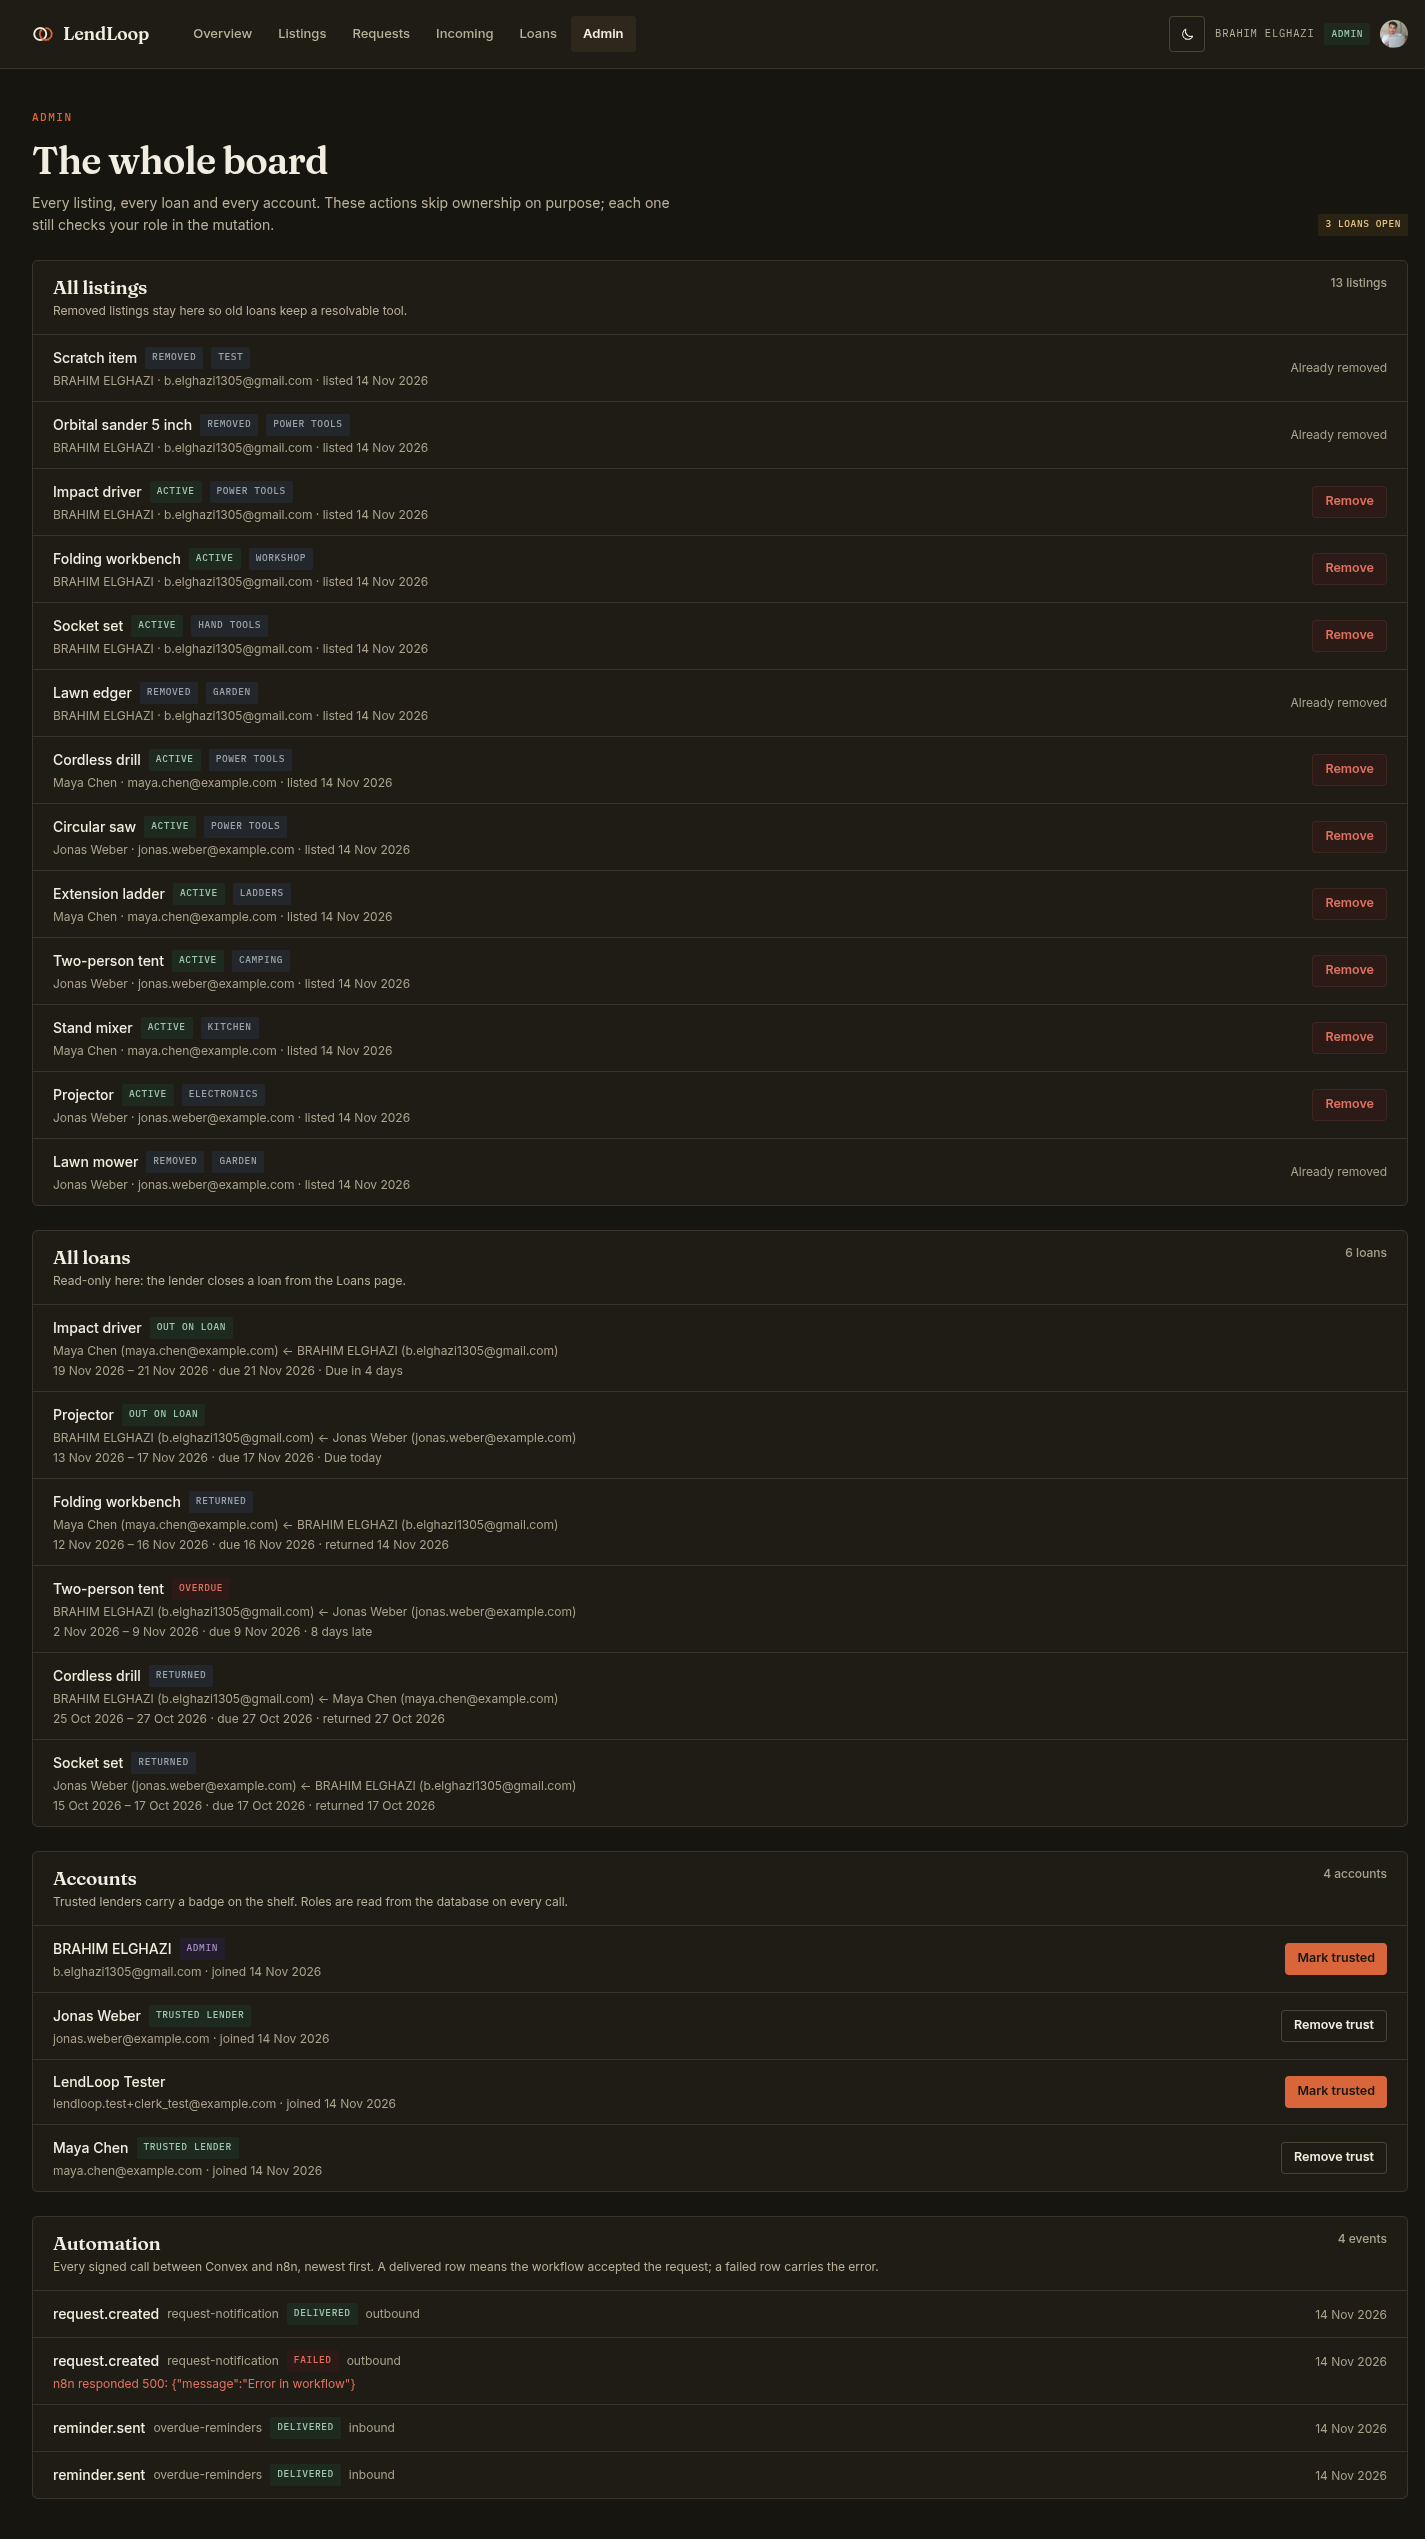 LendLoop Overview Listings Requests Incoming Loans Admin BRAHIM ELGHAZI ADMIN
ADMIN
The whole board
Every listing, every loan and every account. These actions skip ownership on purpose; each one
still checks your role in the mutation.
3 LOANS OPEN
All listings 13 listings
Removed listings stay here so old loans keep a resolvable tool.
Scratch item REMOVED TEST
BRAHIM ELGHAZI · b.elghazi1305@gmail.com · listed 14 Nov 2026
Already removed
Orbital sander 5 inch REMOVED POWER TOOLS
BRAHIM ELGHAZI · b.elghazi1305@gmail.com · listed 14 Nov 2026
Already removed
Impact driver ACTIVE POWER TOOLS
BRAHIM ELGHAZI · b.elghazi1305@gmail.com · listed 14 Nov 2026
Remove
Folding workbench ACTIVE WORKSHOP
BRAHIM ELGHAZI · b.elghazi1305@gmail.com · listed 14 Nov 2026
Remove
Socket set ACTIVE HAND TOOLS
BRAHIM ELGHAZI · b.elghazi1305@gmail.com · listed 14 Nov 2026
Remove
Lawn edger REMOVED GARDEN
BRAHIM ELGHAZI · b.elghazi1305@gmail.com · listed 14 Nov 2026
Already removed
Cordless drill ACTIVE POWER TOOLS
Maya Chen · maya.chen@example.com · listed 14 Nov 2026
Remove
Circular saw ACTIVE POWER TOOLS
Jonas Weber · jonas.weber@example.com · listed 14 Nov 2026
Remove
Extension ladder ACTIVE LADDERS
Maya Chen · maya.chen@example.com · listed 14 Nov 2026
Remove
Two-person tent ACTIVE CAMPING
Jonas Weber · jonas.weber@example.com · listed 14 Nov 2026
Remove
Stand mixer ACTIVE KITCHEN
Maya Chen · maya.chen@example.com · listed 14 Nov 2026
Remove
Projector ACTIVE ELECTRONICS
Jonas Weber · jonas.weber@example.com · listed 14 Nov 2026
Remove
Lawn mower REMOVED GARDEN
Jonas Weber · jonas.weber@example.com · listed 14 Nov 2026
Already removed
All loans 6 loans
Read-only here: the lender closes a loan from the Loans page.
Impact driver OUT ON LOAN
Maya Chen (maya.chen@example.com) ← BRAHIM ELGHAZI (b.elghazi1305@gmail.com)
19 Nov 2026 – 21 Nov 2026 · due 21 Nov 2026 · Due in 4 days
Projector OUT ON LOAN
BRAHIM ELGHAZI (b.elghazi1305@gmail.com) ← Jonas Weber (jonas.weber@example.com)
13 Nov 2026 – 17 Nov 2026 · due 17 Nov 2026 · Due today
Folding workbench RETURNED
Maya Chen (maya.chen@example.com) ← BRAHIM ELGHAZI (b.elghazi1305@gmail.com)
12 Nov 2026 – 16 Nov 2026 · due 16 Nov 2026 · returned 14 Nov 2026
Two-person tent OVERDUE
BRAHIM ELGHAZI (b.elghazi1305@gmail.com) ← Jonas Weber (jonas.weber@example.com)
2 Nov 2026 – 9 Nov 2026 · due 9 Nov 2026 · 8 days late
Cordless drill RETURNED
BRAHIM ELGHAZI (b.elghazi1305@gmail.com) ← Maya Chen (maya.chen@example.com)
25 Oct 2026 – 27 Oct 2026 · due 27 Oct 2026 · returned 27 Oct 2026
Socket set RETURNED
Jonas Weber (jonas.weber@example.com) ← BRAHIM ELGHAZI (b.elghazi1305@gmail.com)
15 Oct 2026 – 17 Oct 2026 · due 17 Oct 2026 · returned 17 Oct 2026
Accounts 4 accounts
Trusted lenders carry a badge on the shelf. Roles are read from the database on every call.
BRAHIM ELGHAZI ADMIN
b.elghazi1305@gmail.com · joined 14 Nov 2026
Mark trusted
Jonas Weber TRUSTED LENDER
jonas.weber@example.com · joined 14 Nov 2026
Remove trust
LendLoop Tester
lendloop.test+clerk_test@example.com · joined 14 Nov 2026
Mark trusted
Maya Chen TRUSTED LENDER
maya.chen@example.com · joined 14 Nov 2026
Remove trust
Automation 4 events
Every signed call between Convex and n8n, newest first. A delivered row means the workflow accepted the request; a failed row carries the error.
request.created request-notification DELIVERED outbound 14 Nov 2026
request.created request-notification FAILED outbound 14 Nov 2026
n8n responded 500: {"message":"Error in workflow"}
reminder.sent overdue-reminders DELIVERED inbound 14 Nov 2026
reminder.sent overdue-reminders DELIVERED inbound 14 Nov 2026